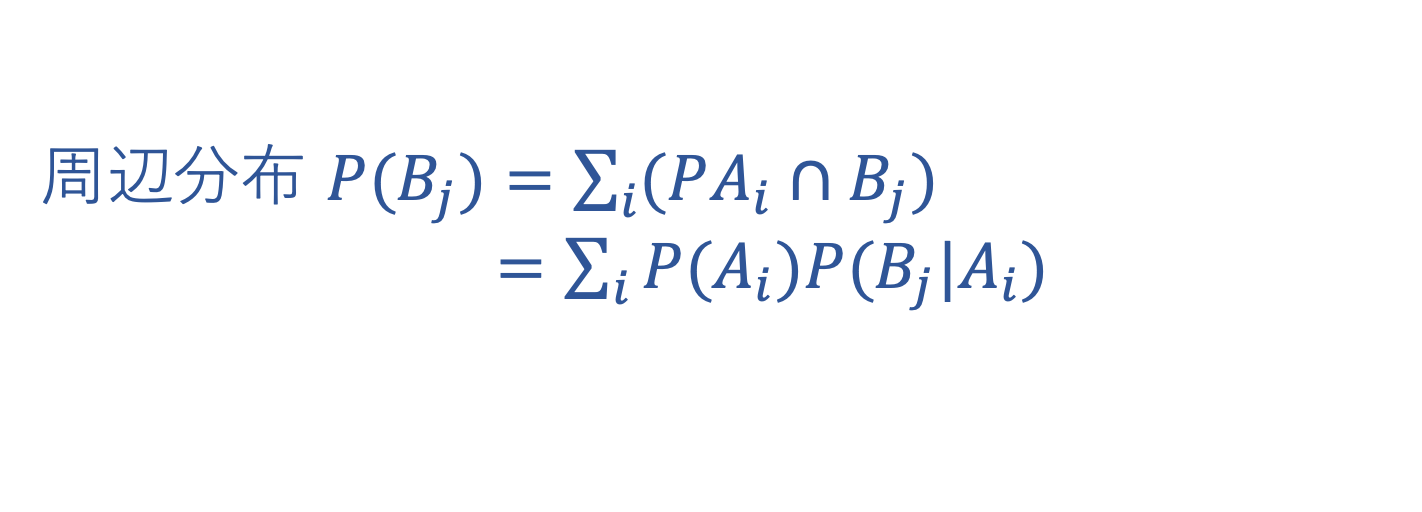 周辺分布 P(B_j) = ∑_i(PA_i ∩ B_j)
= ∑_i P(A_i)P(B_j|A_i)